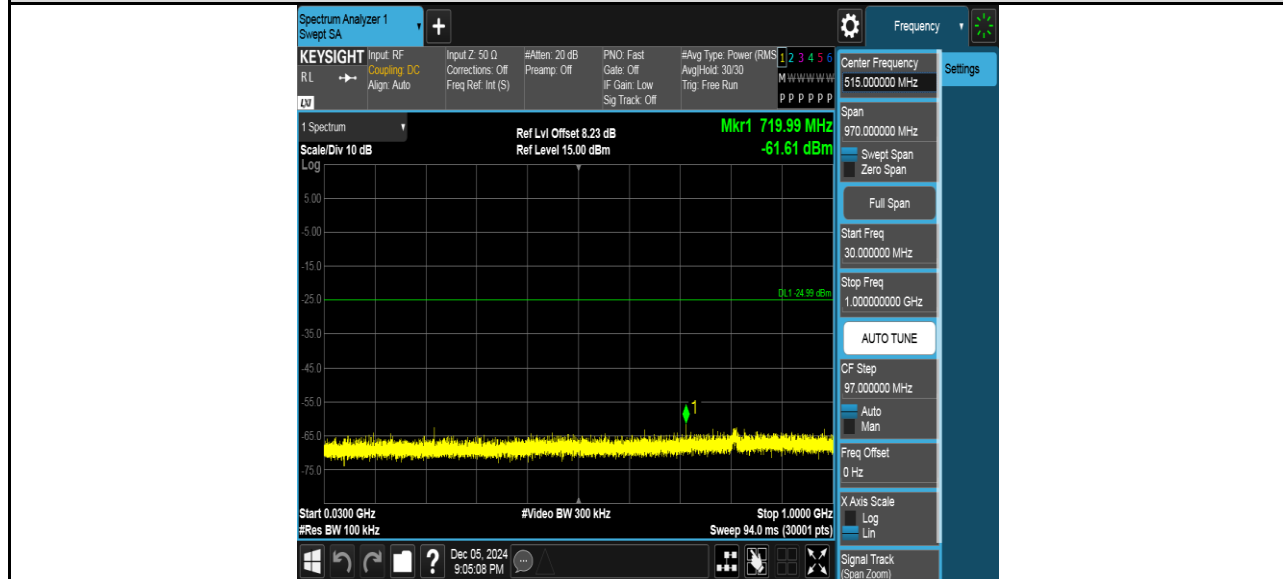 Spectrum Analyzer 1
Swept SA
+
Frequency
KEYSIGHT
RL
LXI
Input: RF
Coupling: DC
Align: Auto
Input Z: 50 Ω
Corrections: Off
Freq Ref: Int (S)
#Atten: 20 dB
Preamp: Off
PNO: Fast
Gate: Off
IF Gain: Low
Sig Track: Off
#Avg Type: Power (RMS
Avg|Hold: 30/30
Trig: Free Run
1 2 3 4 5 6
M W W W W W
P P P P P P
1 Spectrum
Scale/Div 10 dB
Ref Lvl Offset 8.23 dB
Ref Level 15.00 dBm
Mkr1 719.99 MHz
-61.61 dBm
Log
5.00
-5.00
-15.0
-25.0
DL1 -24.99 dBm
-35.0
-45.0
-55.0
1
-65.0
-75.0
Start 0.0300 GHz
#Video BW 300 kHz
Stop 1.0000 GHz
#Res BW 100 kHz
Sweep 94.0 ms (30001 pts)
?
Dec 05, 2024
9:05:08 PM
Center Frequency
515.000000 MHz
Settings
Span
970.000000 MHz
Swept Span
Zero Span
Full Span
Start Freq
30.000000 MHz
Stop Freq
1.000000000 GHz
AUTO TUNE
CF Step
97.000000 MHz
Auto
Man
Freq Offset
0 Hz
X Axis Scale
Log
Lin
Signal Track
(Span Zoom)